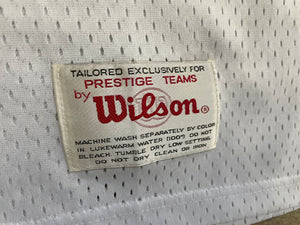 TAILORED EXCLUSIVELY FOR
PRESTIGE TEAMS
by Wilson®
MACHINE WASH SEPARATELY BY COLOR
IN LUKEWARM WATER (100°) DO NOT
BLEACH. TUMBLE DRY LOW SETTING.
DO NOT DRY CLEAN OR IRON